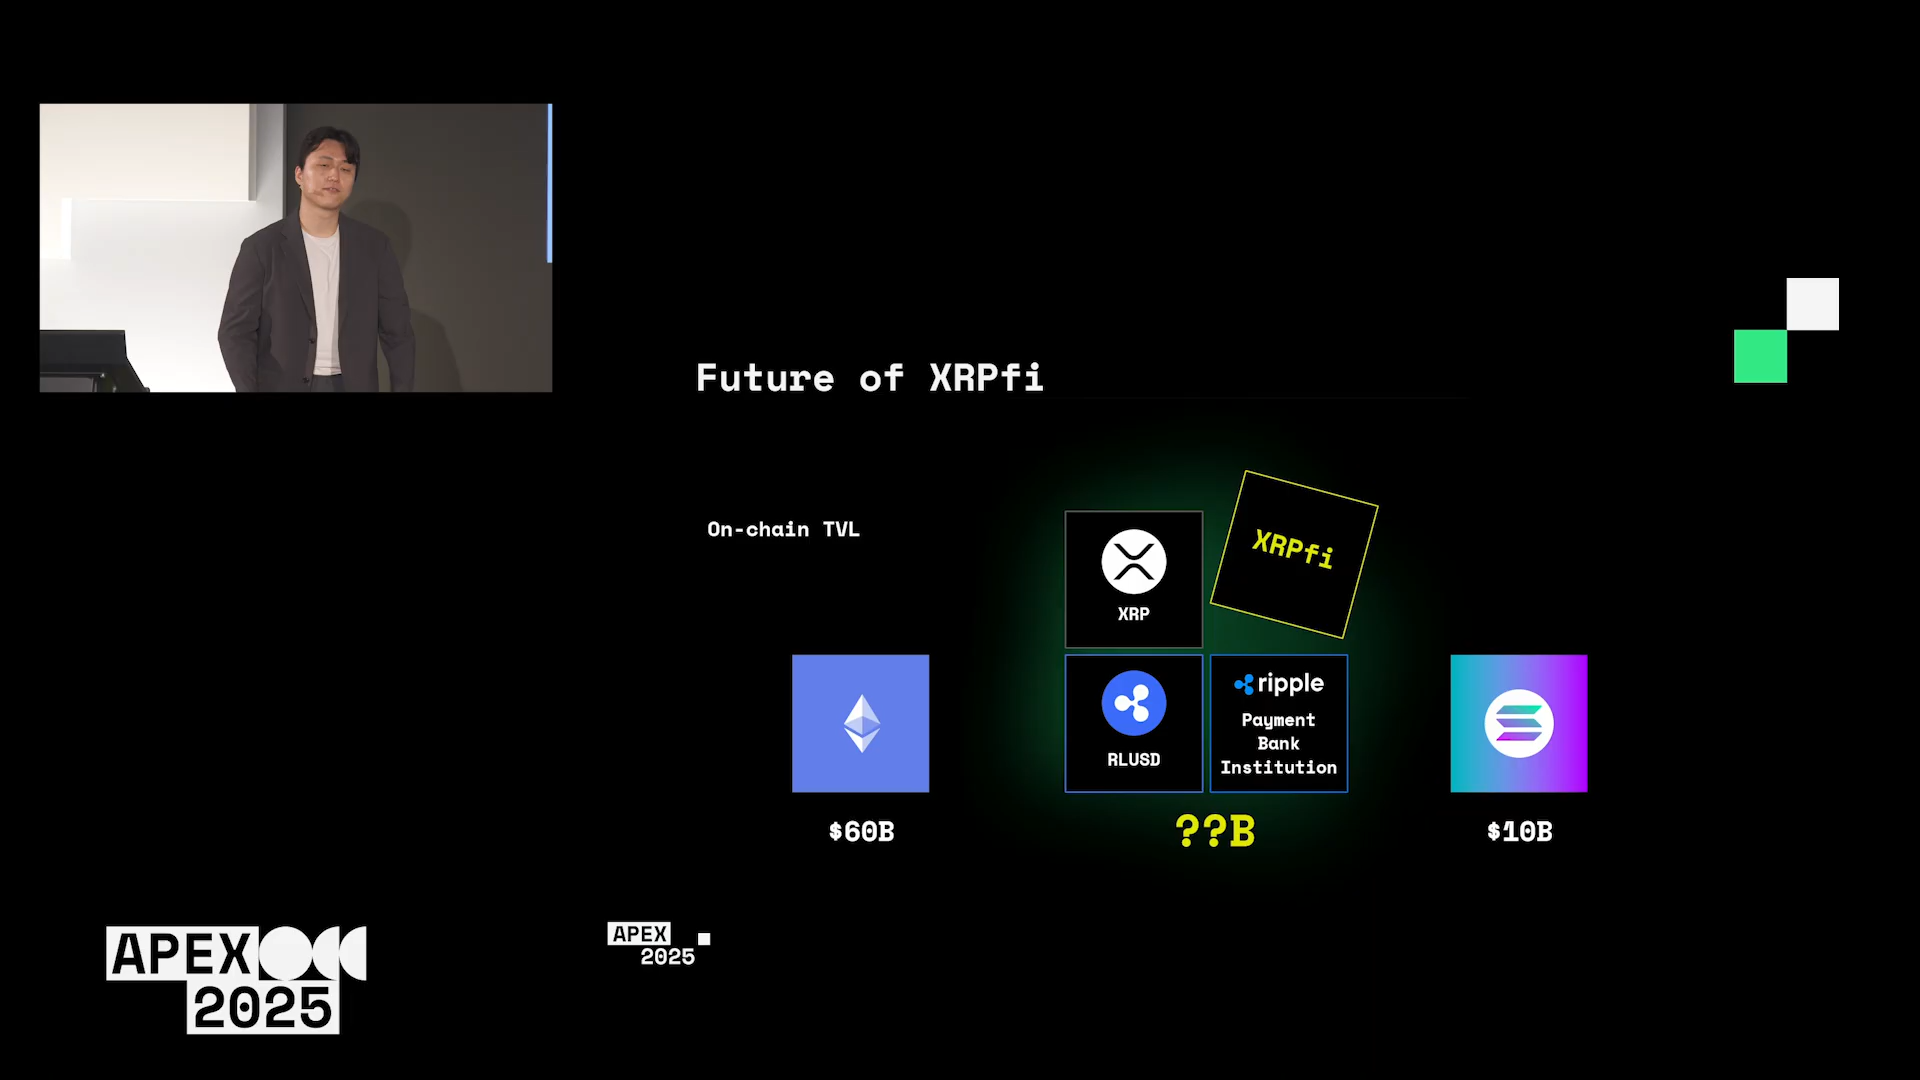 Future of XRPfi
On-chain TVL
XRPfi
XRP
ripple
Payment
Bank
Institution
RLUSD
$60B
??B
$10B
APEX
2025
APEX
2025